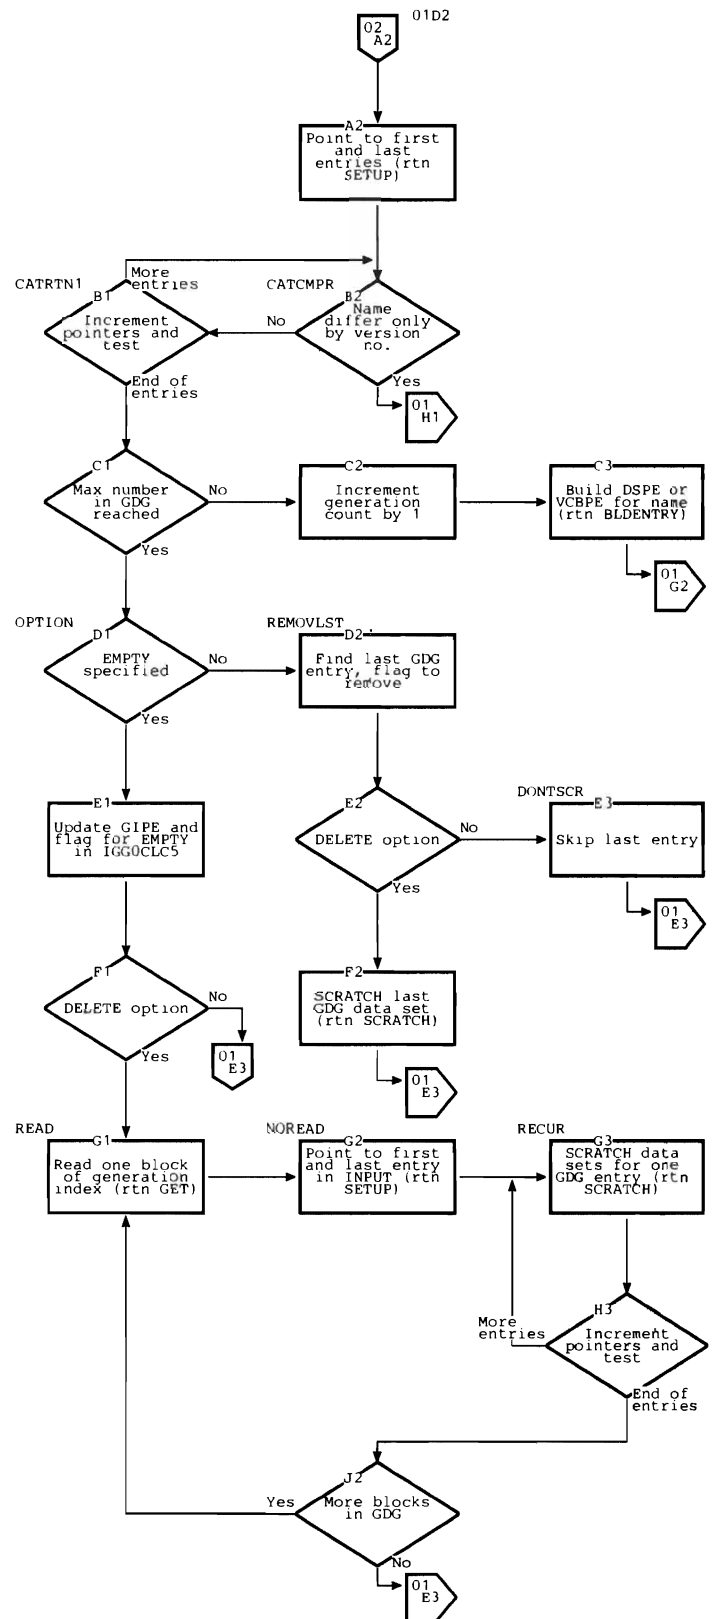 01D2
02
A2
A2
Point to first
and last
entries (rtn
SETUP)
More
entries
CATRTN1
B1
Increment
pointers and
test
End of
entries
CATCMPR
B2
Name
differ only
by version
no.
No
Yes
01
H1
C1
Max number
in GDG
reached
No
Yes
C2
Increment
generation
count by 1
C3
Build DSPE or
VCBPE for name
(rtn BLDENTRY)
01
G2
OPTION
D1
EMPTY
specified
No
Yes
REMOVLST
D2
Find last GDG
entry, flag to
remove
E1
Update GIPE and
flag for EMPTY
in IGG0CLC5
E2
DELETE option
No
Yes
DONTSCR
E3
Skip last entry
01
E3
F1
DELETE option
No
Yes
01
E3
F2
SCRATCH last
GDG data set
(rtn SCRATCH)
01
E3
READ
G1
Read one block
of generation
index (rtn GET)
NOREAD
G2
Point to first
and last entry
in INPUT (rtn
SETUP)
RECUR
G3
SCRATCH data
sets for one
GDG entry (rtn
SCRATCH)
H3
Increment
pointers and
test
More
entries
End of
entries
J2
More blocks
in GDG
Yes
No
01
E3